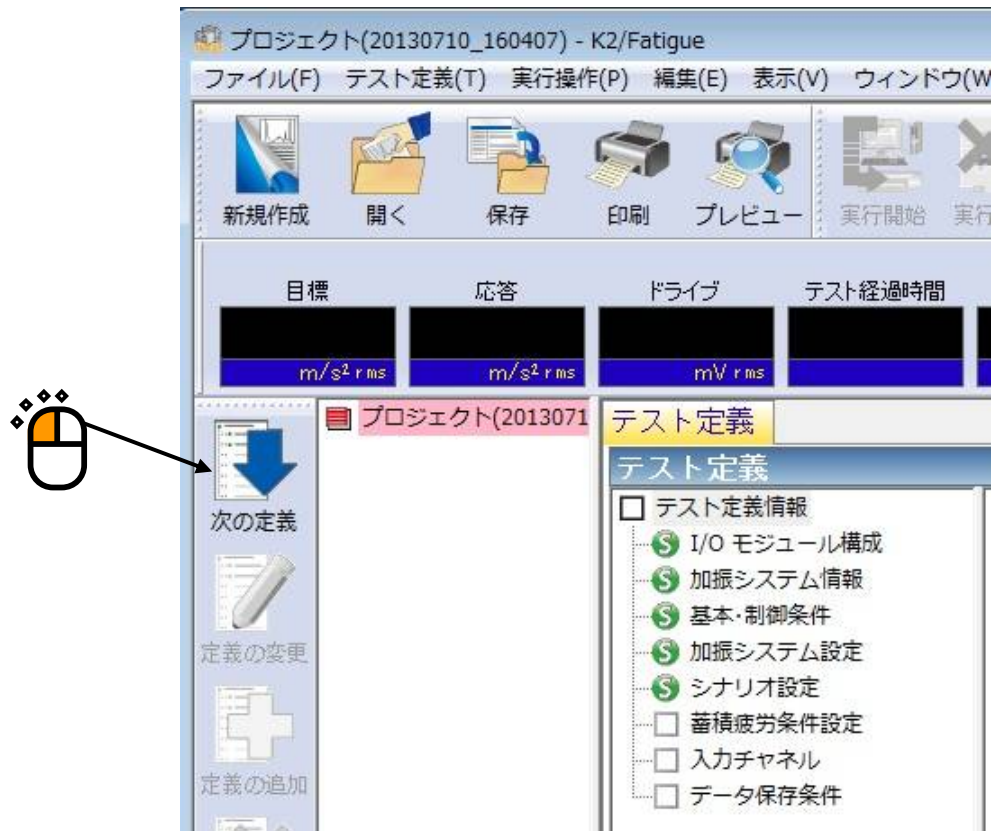 プロジェクト(20130710_160407) - K2/Fatigue
ファイル(F) テスト定義(T) 実行操作(P) 編集(E) 表示(V) ウィンドウ(W
新規作成 開く 保存 印刷 プレビュー 実行開始 実行
目標 応答 ドライブ テスト経過時間
m/s² rms m/s² rms mV rms
プロジェクト(2013071
テスト定義
テスト定義
テスト定義情報
I/O モジュール構成
加振システム情報
基本・制御条件
加振システム設定
シナリオ設定
蓄積疲労条件設定
入力チャネル
データ保存条件
次の定義
定義の変更
定義の追加